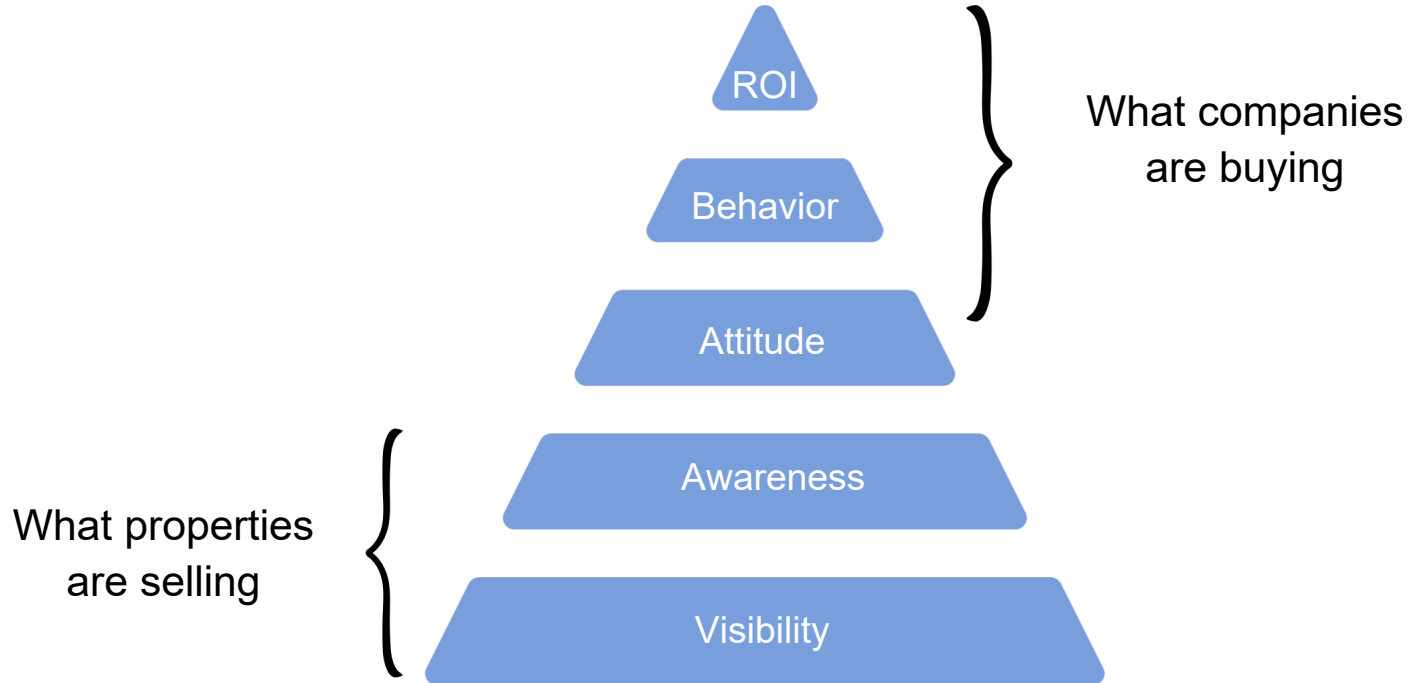 ROI
What companies
are buying
Behavior
Attitude
Awareness
What properties
are selling
Visibility